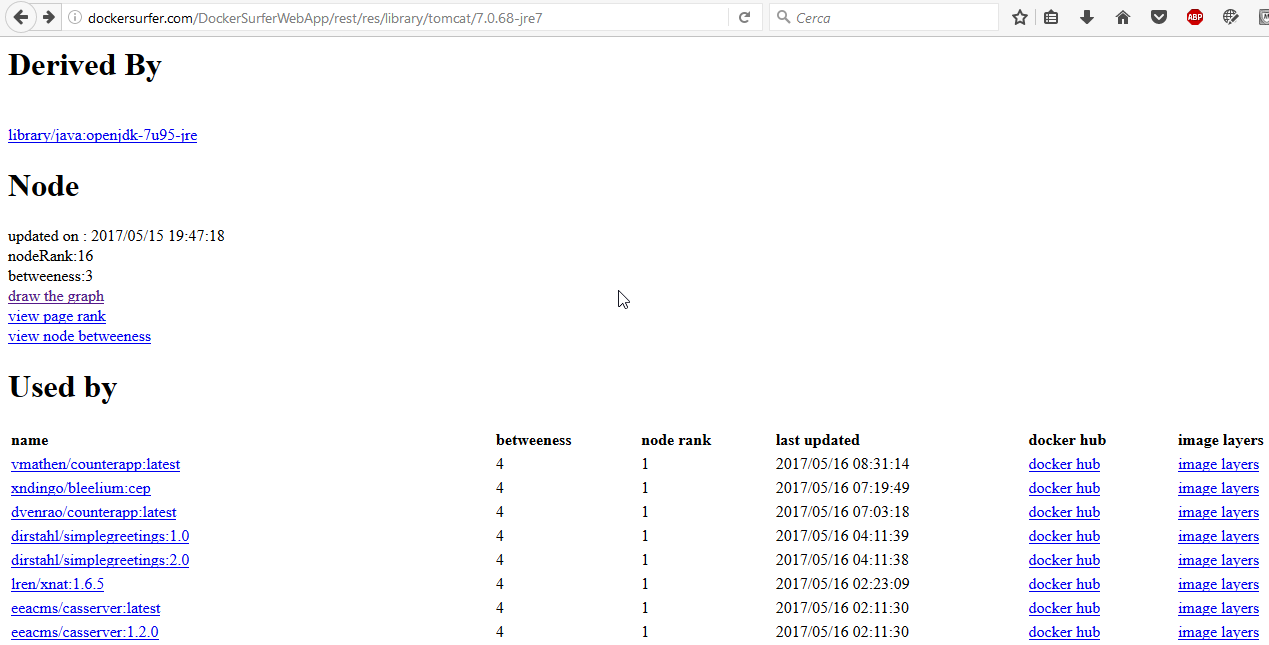 dockersurfer.com/DockerSurferWebApp/rest/res/library/tomcat/7.0.68-jre7
Cerca
ABP
Derived By
library/java:openjdk-7u95-jre
Node
updated on : 2017/05/15 19:47:18
nodeRank:16
betweeness:3
draw the graph
view page rank
view node betweeness
Used by
name betweeness node rank last updated docker hub image layers
vmathen/counterapp:latest 4 1 2017/05/16 08:31:14 docker hub image layers
xndingo/bleelium:cep 4 1 2017/05/16 07:19:49 docker hub image layers
dvenrao/counterapp:latest 4 1 2017/05/16 07:03:18 docker hub image layers
dirstahl/simplegreetings:1.0 4 1 2017/05/16 04:11:39 docker hub image layers
dirstahl/simplegreetings:2.0 4 1 2017/05/16 04:11:38 docker hub image layers
lren/xnat:1.6.5 4 1 2017/05/16 02:23:09 docker hub image layers
eeacms/casserver:latest 4 1 2017/05/16 02:11:30 docker hub image layers
eeacms/casserver:1.2.0 4 1 2017/05/16 02:11:30 docker hub image layers